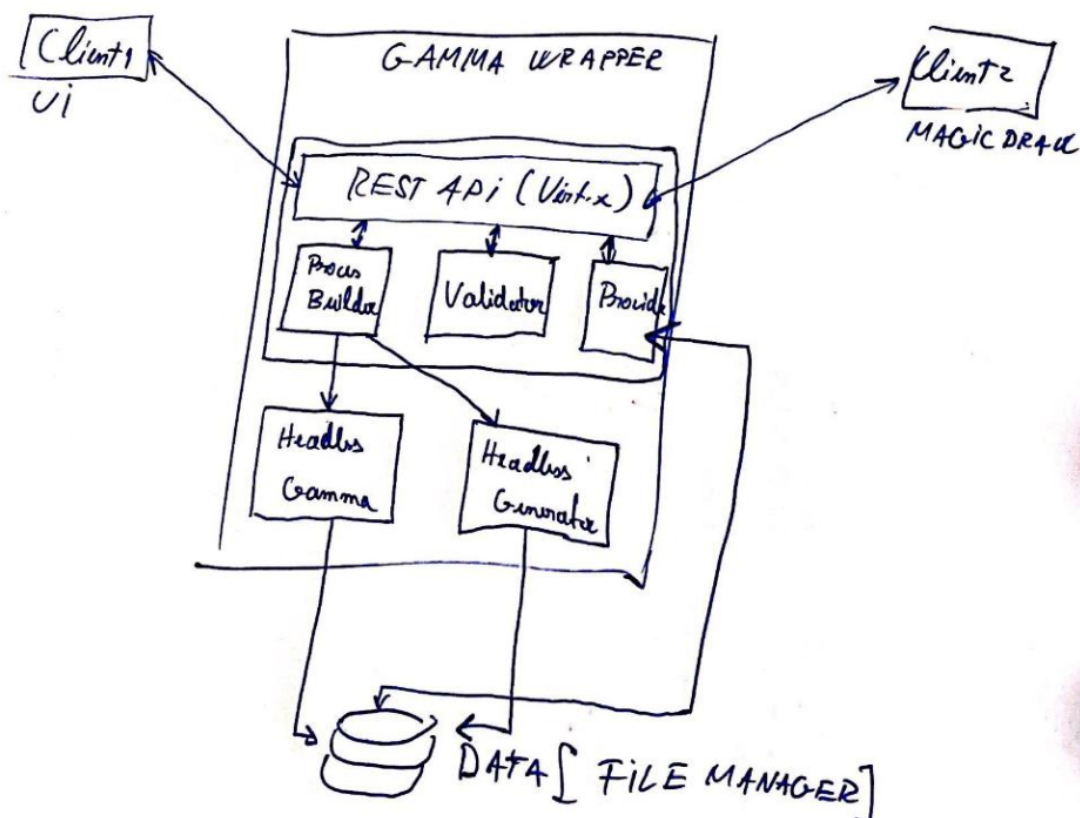 Client1
Ui
GAMMA WRAPPER
Client2
MAGIC DRAW
REST APi (Vert.x)
Proces
Builder
Validator
Provider
Headless
Gamma
Headless
Generator
DATA [ FiLE MANAGER]